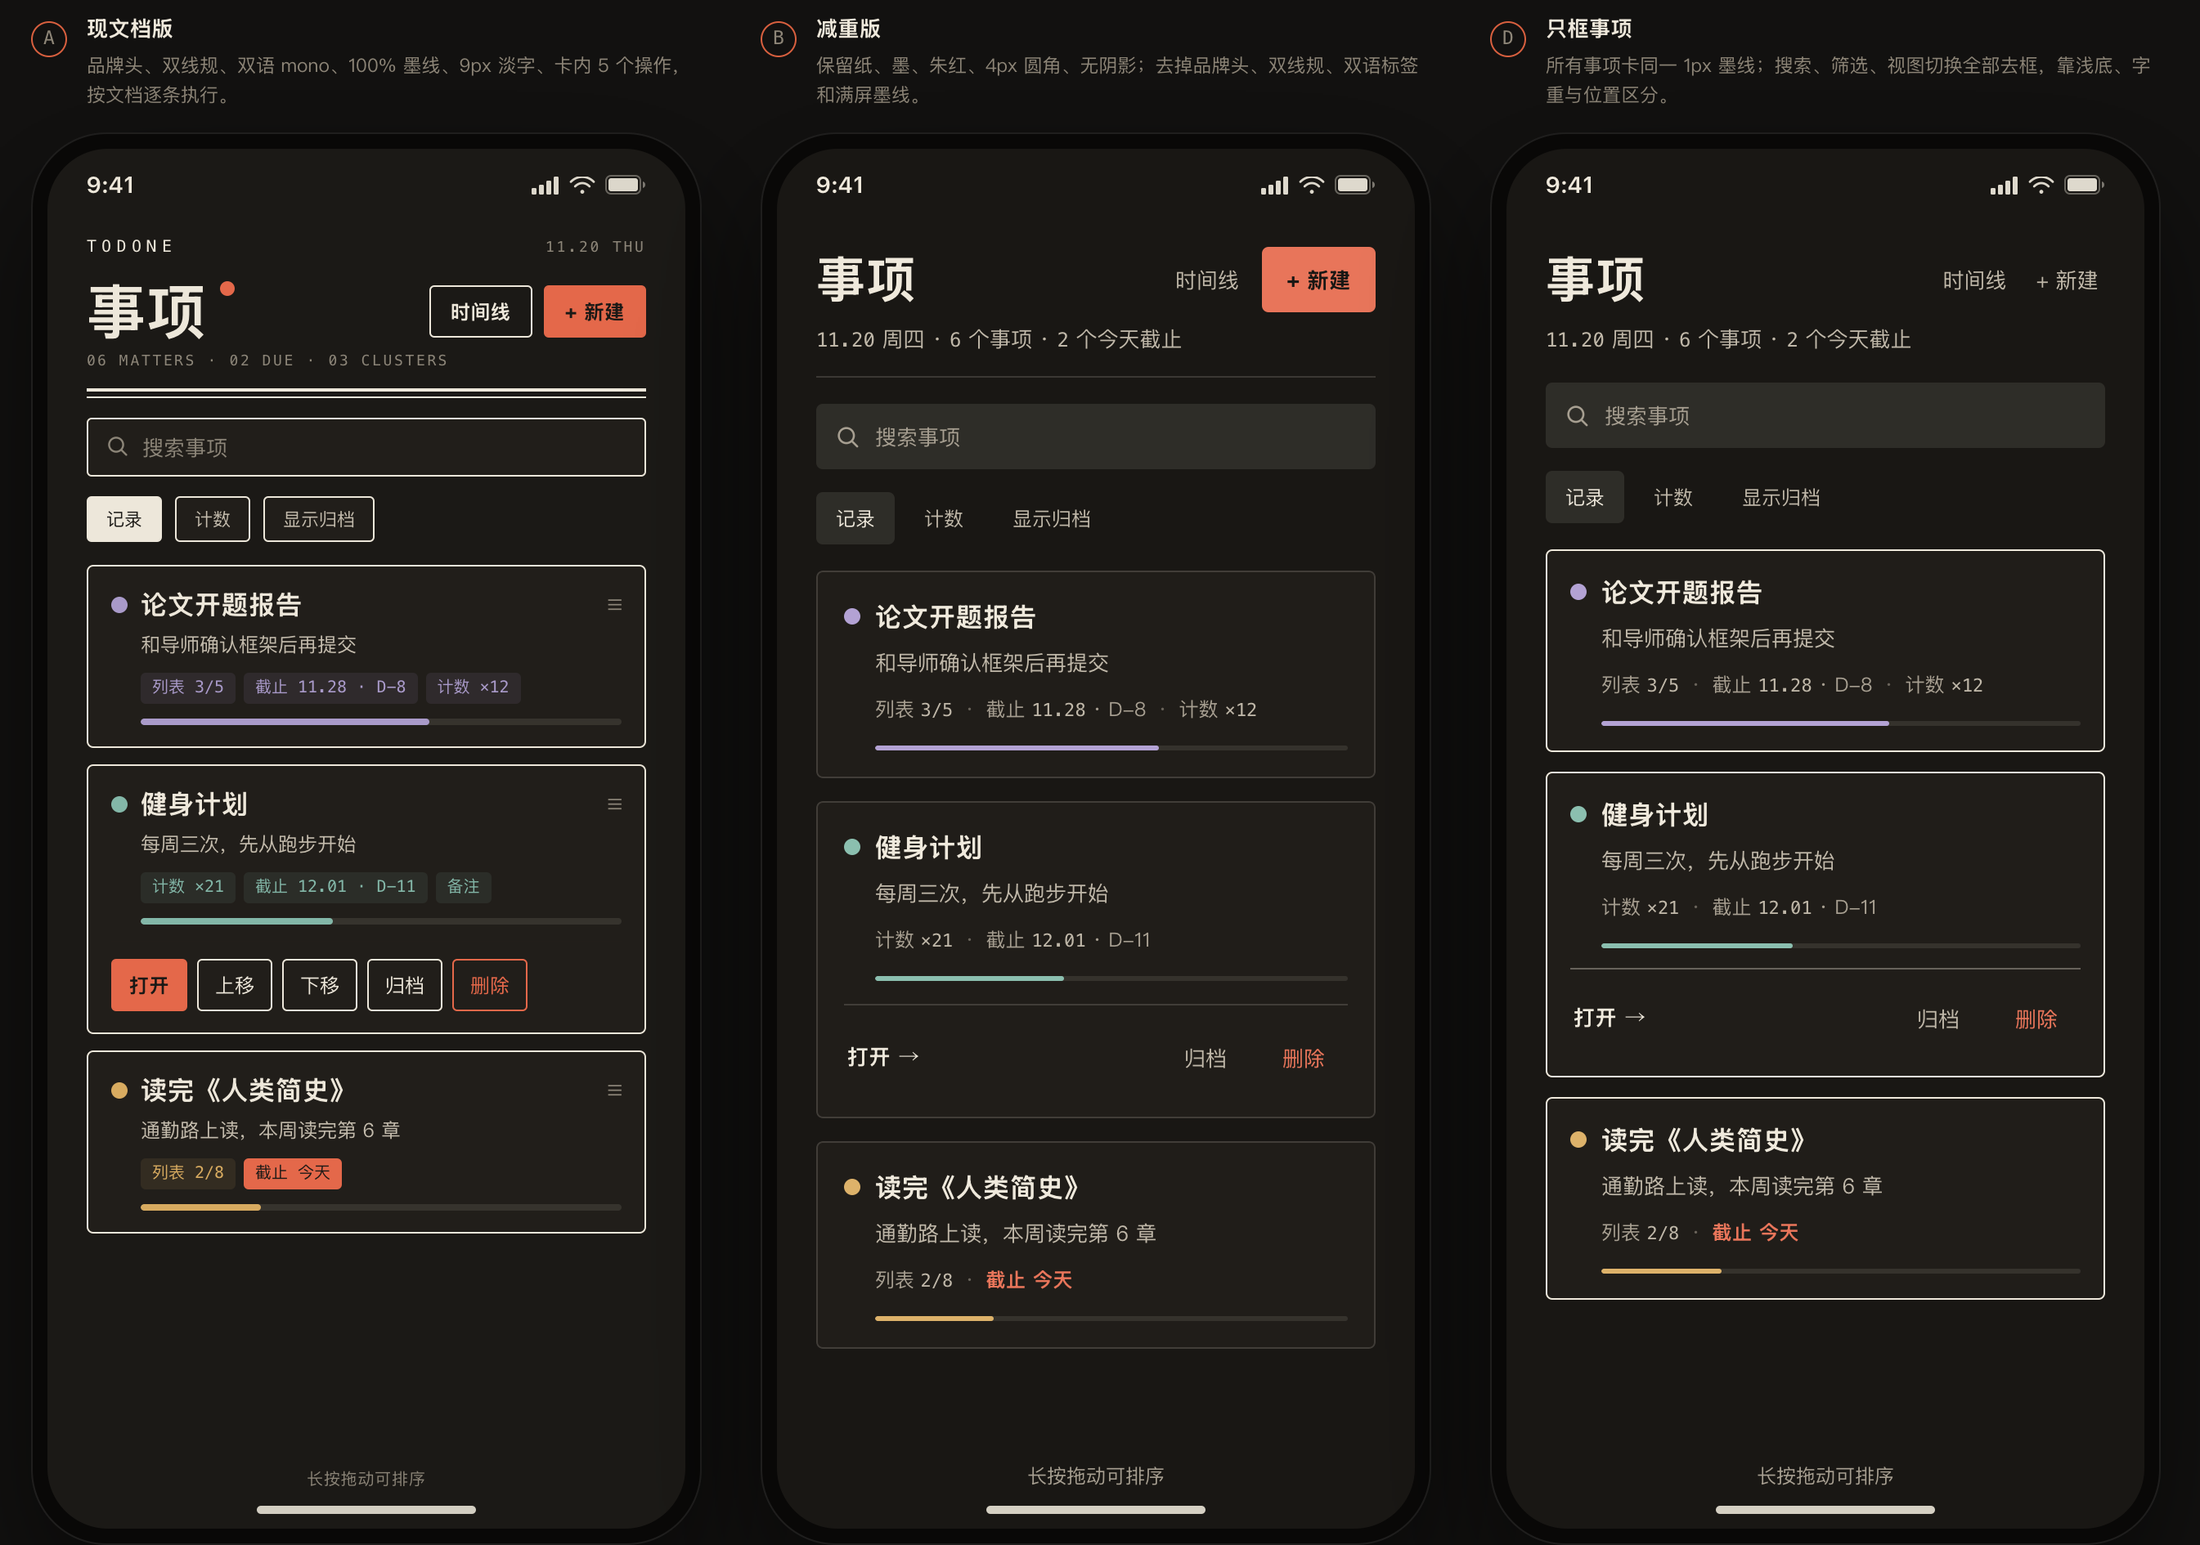 A
现文档版
品牌头、双线规、双语 mono、100% 墨线、9px 淡字、卡内 5 个操作,
按文档逐条执行。
9:41
TODONE
11.20 THU
事项
时间线
+ 新建
06 MATTERS · 02 DUE · 03 CLUSTERS
搜索事项
记录
计数
显示归档
论文开题报告
和导师确认框架后再提交
列表 3/5
截止 11.28 · D-8
计数 ×12
健身计划
每周三次，先从跑步开始
计数 ×21
截止 12.01 · D-11
备注
打开
上移
下移
归档
删除
读完《人类简史》
通勤路上读，本周读完第 6 章
列表 2/8
截止 今天
长按拖动可排序
B
减重版
保留纸、墨、朱红、4px 圆角、无阴影；去掉品牌头、双线规、双语标签
和满屏墨线。
9:41
事项
时间线
+ 新建
11.20 周四 · 6 个事项 · 2 个今天截止
搜索事项
记录
计数
显示归档
论文开题报告
和导师确认框架后再提交
列表 3/5 · 截止 11.28 · D-8 · 计数 ×12
健身计划
每周三次，先从跑步开始
计数 ×21 · 截止 12.01 · D-11
打开 →
归档
删除
读完《人类简史》
通勤路上读，本周读完第 6 章
列表 2/8 · 截止 今天
长按拖动可排序
D
只框事项
所有事项卡同一 1px 墨线；搜索、筛选、视图切换全部去框，靠浅底、字
重与位置区分。
9:41
事项
时间线
+ 新建
11.20 周四 · 6 个事项 · 2 个今天截止
搜索事项
记录
计数
显示归档
论文开题报告
和导师确认框架后再提交
列表 3/5 · 截止 11.28 · D-8 · 计数 ×12
健身计划
每周三次，先从跑步开始
计数 ×21 · 截止 12.01 · D-11
打开 →
归档
删除
读完《人类简史》
通勤路上读，本周读完第 6 章
列表 2/8 · 截止 今天
长按拖动可排序